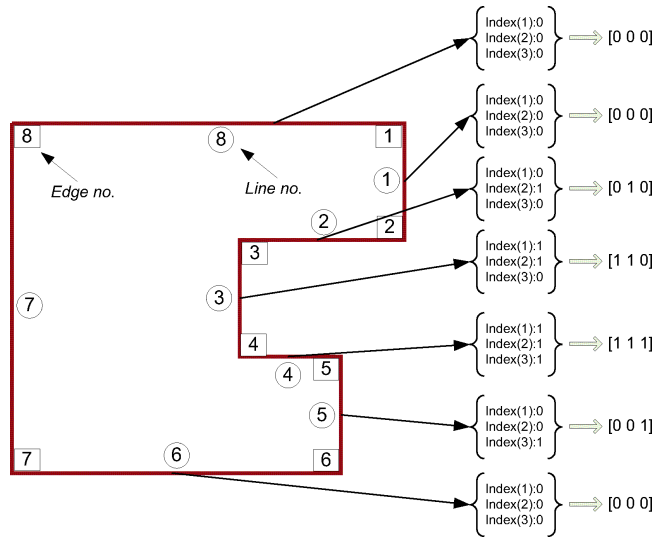 Index(1):0
Index(2):0
Index(3):0
[0 0 0]
Index(1):0
Index(2):0
Index(3):0
[0 0 0]
Index(1):0
Index(2):1
Index(3):0
[0 1 0]
Index(1):1
Index(2):1
Index(3):0
[1 1 0]
Index(1):1
Index(2):1
Index(3):1
[1 1 1]
Index(1):0
Index(2):0
Index(3):1
[0 0 1]
Index(1):0
Index(2):0
Index(3):0
[0 0 0]
8
8
1
Edge no.
Line no.
1
2
2
3
3
7
4
4
5
5
6
7
6